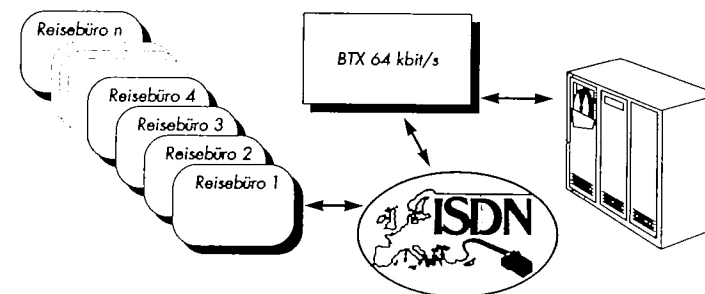 Reisebüro n
Reisebüro 4
Reisebüro 3
Reisebüro 2
Reisebüro 1
BTX 64 kbit/s
ISDN